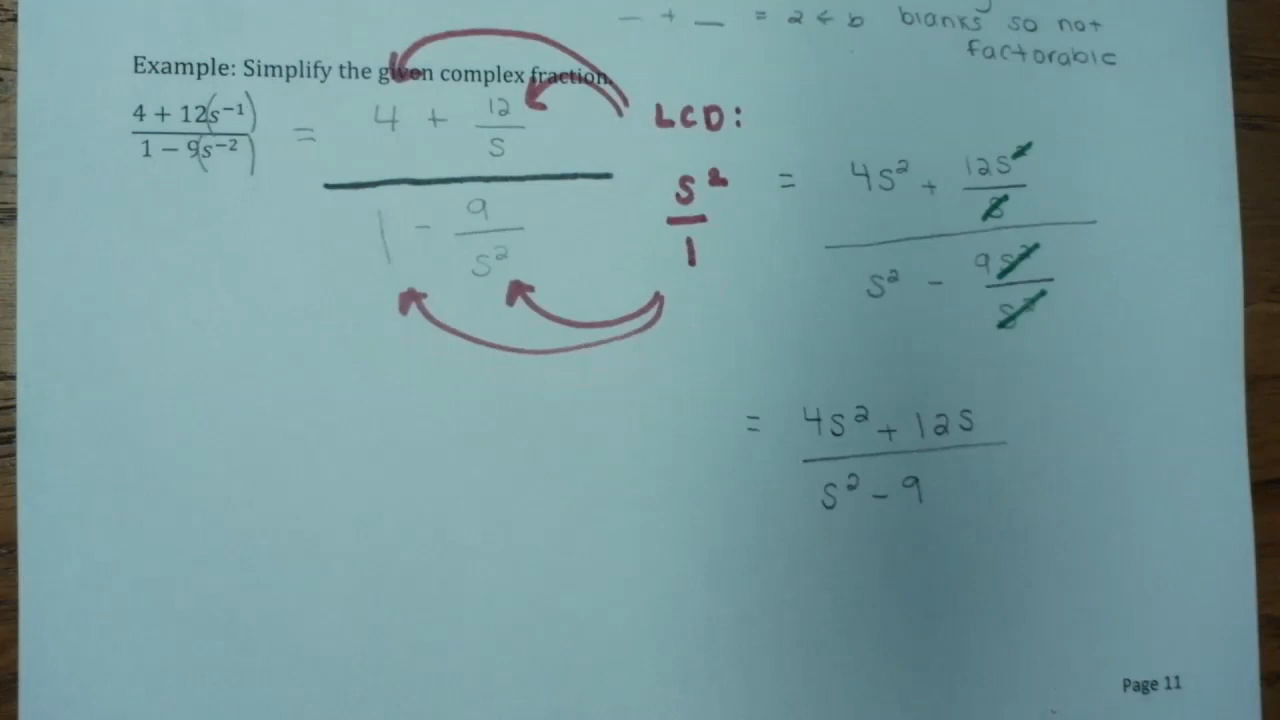 __ + __ = 2 ← b blanks so not
factorable
Example: Simplify the given complex fraction.
(4 + 12(s⁻¹))/(1 − 9(s⁻²)) = (4 + 12/s)/(1 − 9/s²)
LCD:
s²/1
= (4s² + 12s²/s)/(s² − 9s²/s²)
= (4s² + 12s)/(s² − 9)
Page 11